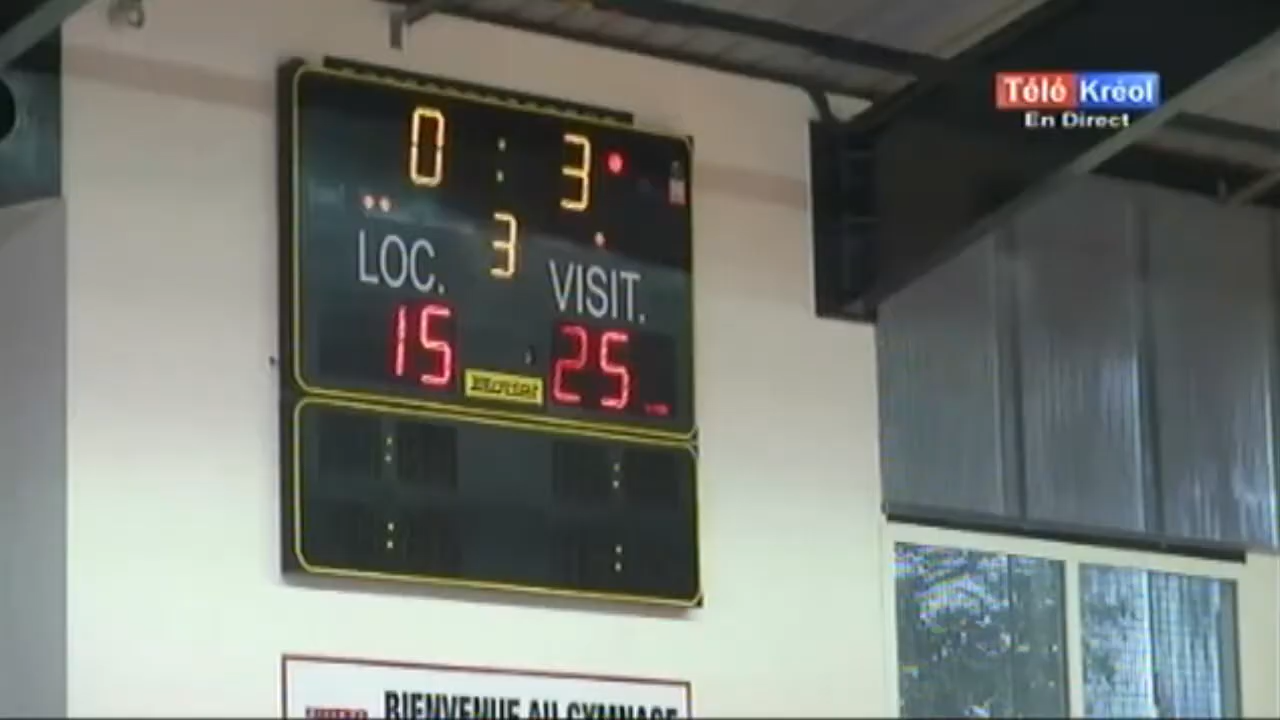 Télé Kréol
En Direct
0 : 3
3
LOC. VISIT.
15 25
BIENVENUE AU GYMNASE